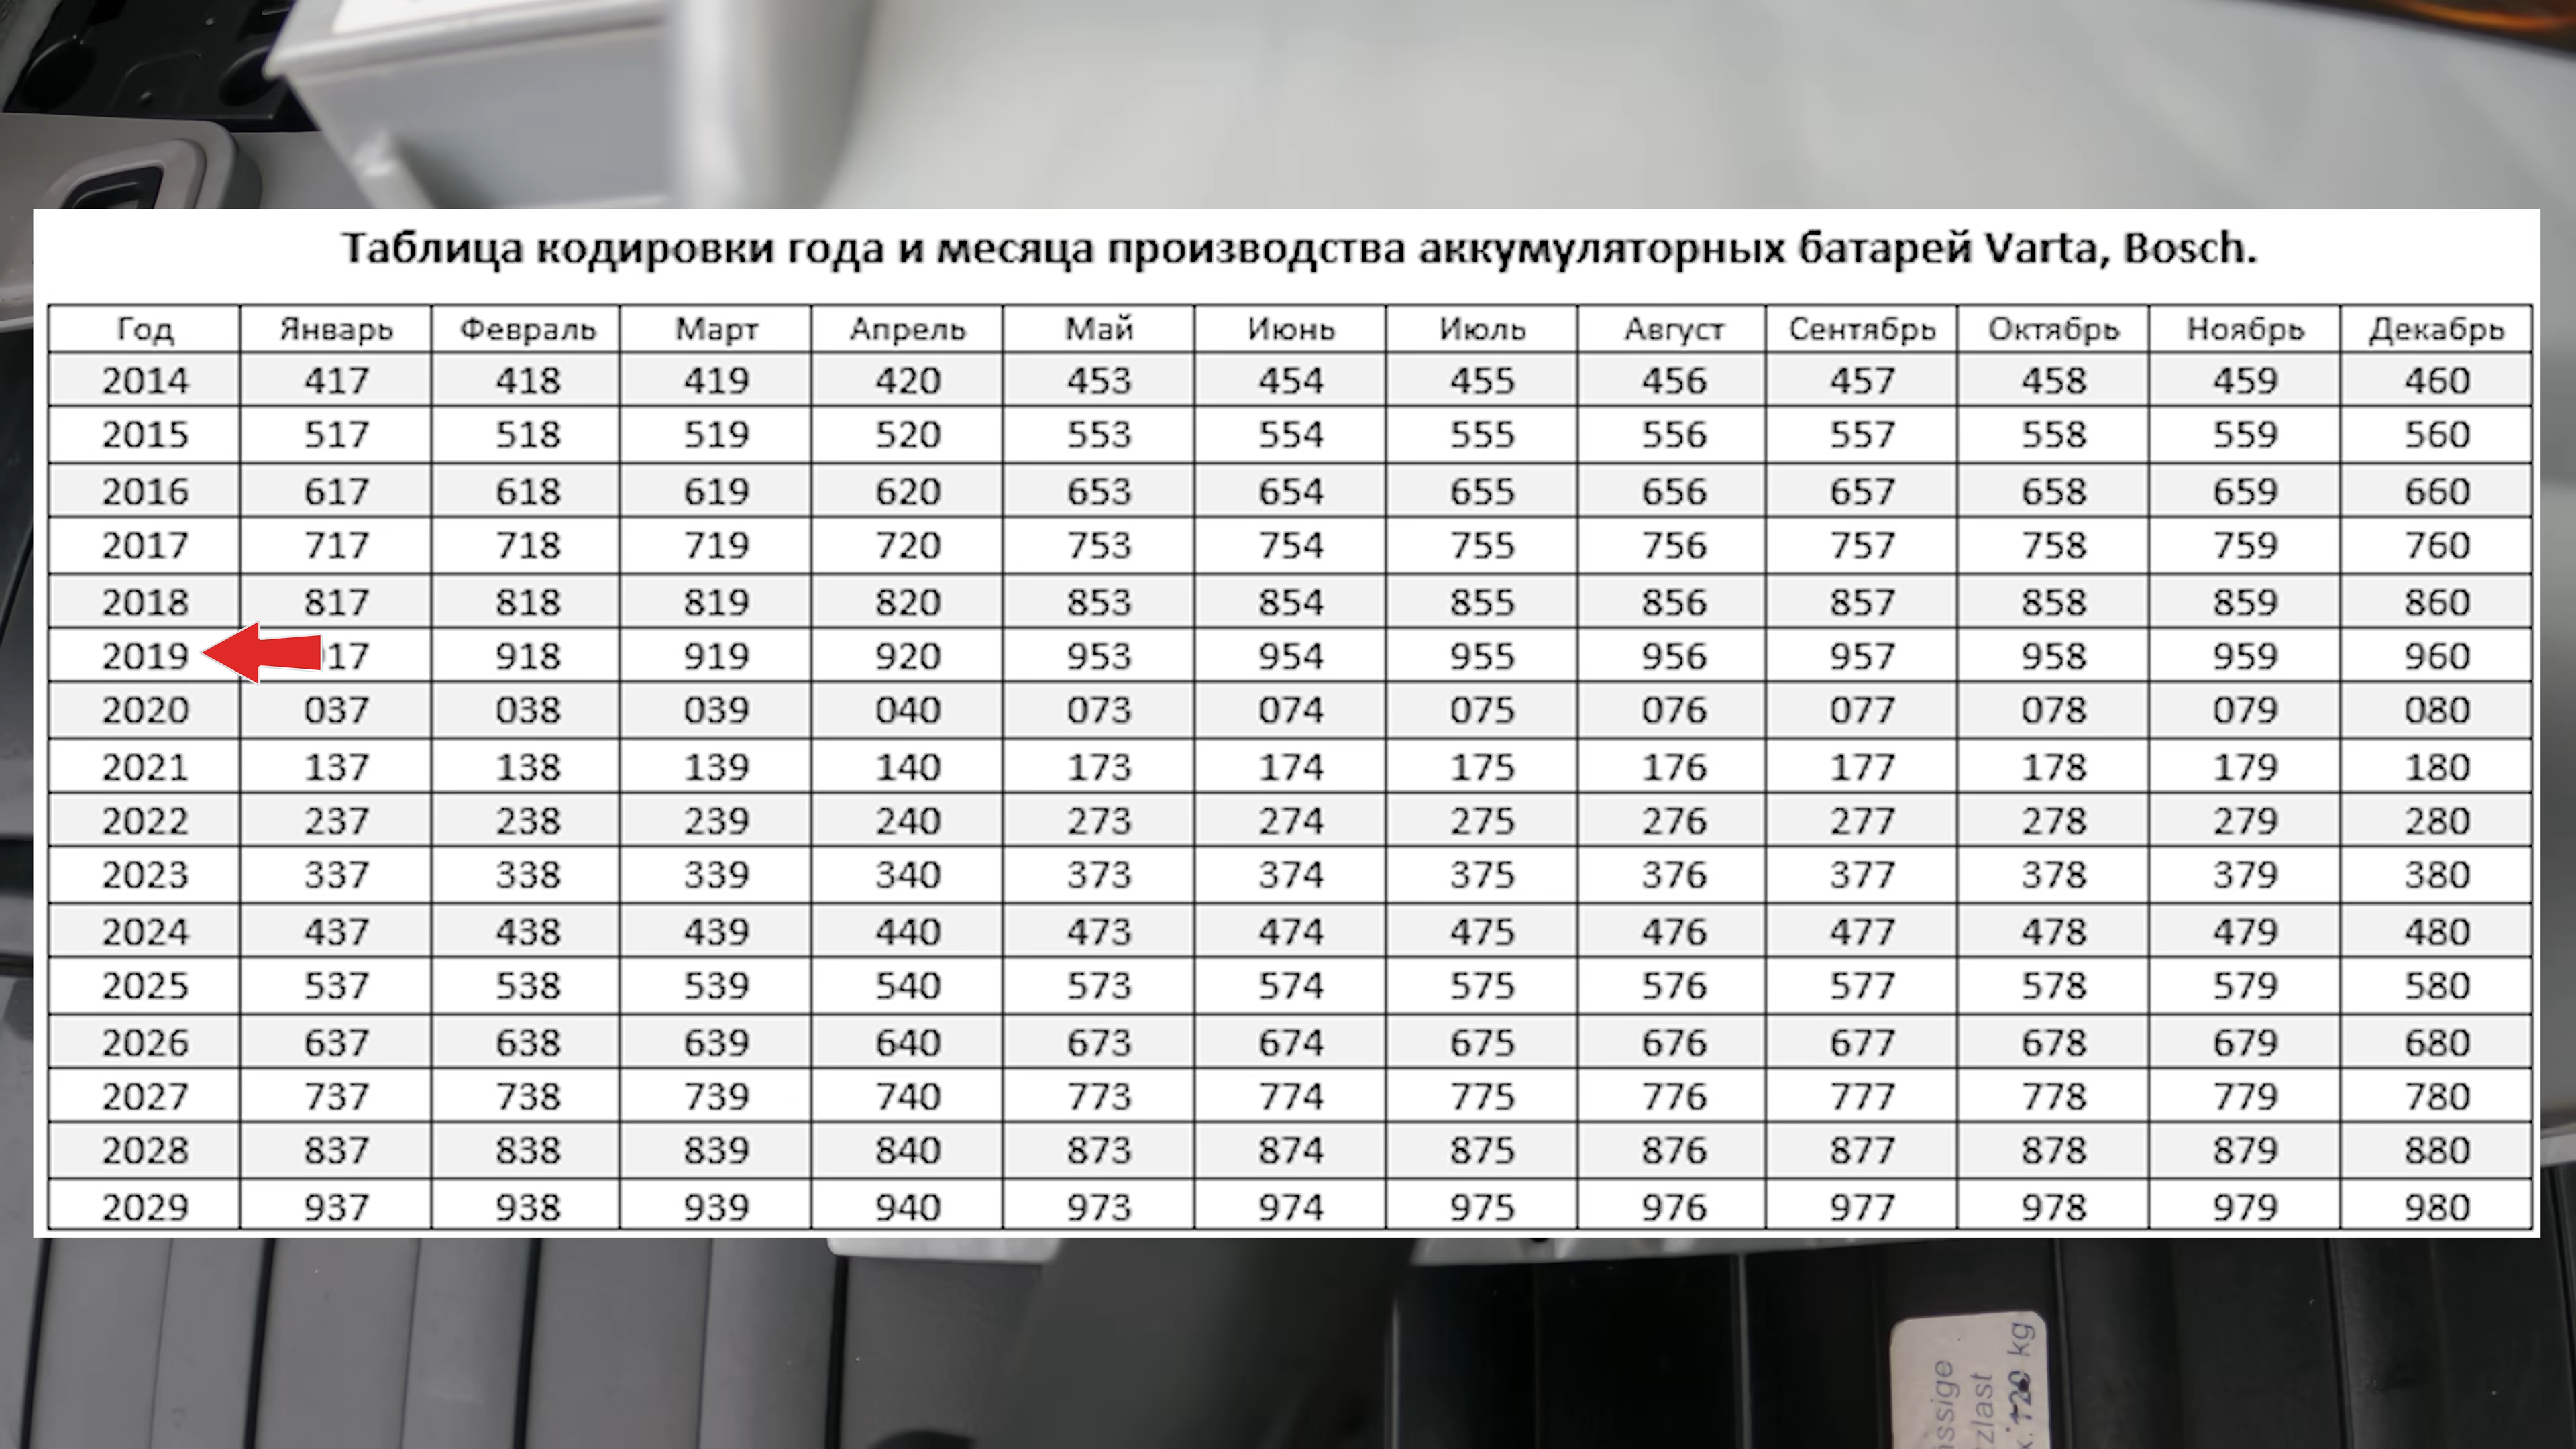 Таблица кодировки года и месяца производства аккумуляторных батарей Varta, Bosch.
Год Январь Февраль Март Апрель Май Июнь Июль Август Сентябрь Октябрь Ноябрь Декабрь
2014 417 418 419 420 453 454 455 456 457 458 459 460
2015 517 518 519 520 553 554 555 556 557 558 559 560
2016 617 618 619 620 653 654 655 656 657 658 659 660
2017 717 718 719 720 753 754 755 756 757 758 759 760
2018 817 818 819 820 853 854 855 856 857 858 859 860
2019 17 918 919 920 953 954 955 956 957 958 959 960
2020 037 038 039 040 073 074 075 076 077 078 079 080
2021 137 138 139 140 173 174 175 176 177 178 179 180
2022 237 238 239 240 273 274 275 276 277 278 279 280
2023 337 338 339 340 373 374 375 376 377 378 379 380
2024 437 438 439 440 473 474 475 476 477 478 479 480
2025 537 538 539 540 573 574 575 576 577 578 579 580
2026 637 638 639 640 673 674 675 676 677 678 679 680
2027 737 738 739 740 773 774 775 776 777 778 779 780
2028 837 838 839 840 873 874 875 876 877 878 879 880
2029 937 938 939 940 973 974 975 976 977 978 979 980
ssige
zlast
120 kg